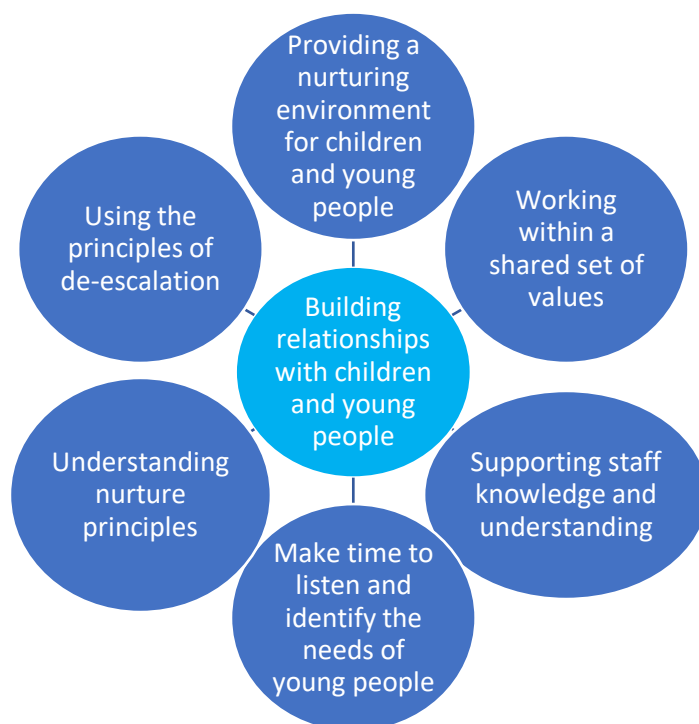 Providing a
nurturing
environment
for children
and young
people
Working
within a
shared set of
values
Supporting staff
knowledge and
understanding
Make time to
listen and
identify the
needs of
young people
Understanding
nurture
principles
Using the
principles of
de-escalation
Building
relationships
with children
and young
people